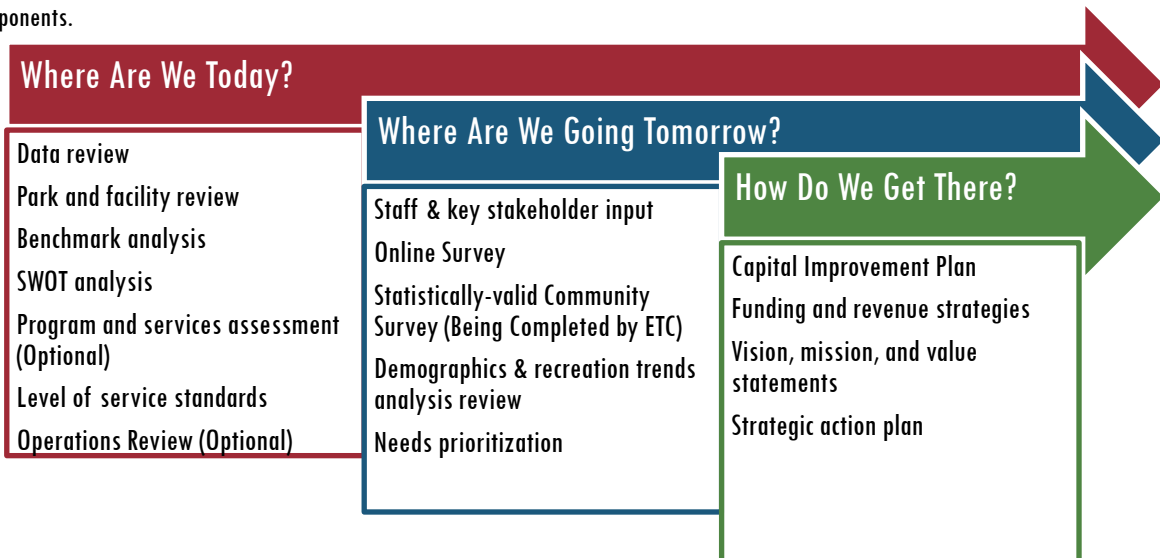 ponents.
Where Are We Today?
Data review
Park and facility review
Benchmark analysis
SWOT analysis
Program and services assessment
(Optional)
Level of service standards
Operations Review (Optional)
Where Are We Going Tomorrow?
Staff & key stakeholder input
Online Survey
Statistically-valid Community
Survey (Being Completed by ETC)
Demographics & recreation trends
analysis review
Needs prioritization
How Do We Get There?
Capital Improvement Plan
Funding and revenue strategies
Vision, mission, and value
statements
Strategic action plan